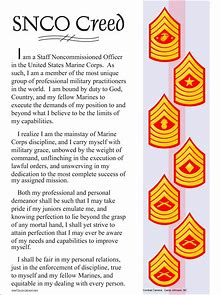 SNCO Creed
I am a Staff Noncommissioned Officer
in the United States Marine Corps. As
such, I am a member of the most unique
group of professional military practitioners
in the world. I am bound by duty to God,
Country, and my fellow Marines to
execute the demands of my position to and
beyond what I believe to be the limits of
my capabilities.
I realize I am the mainstay of Marine
Corps discipline, and I carry myself with
military grace, unbowed by the weight of
command, unflinching in the execution of
lawful orders, and unswerving in my
dedication to the most complete success of
my assigned mission.
Both my professional and personal
demeanor shall be such that I may take
pride if my juniors emulate me, and
knowing perfection to lie beyond the grasp
of any mortal hand, I shall yet strive to
attain perfection that I may ever be aware
of my needs and capabilities to improve
myself.
I shall be fair in my personal relations,
just in the enforcement of discipline, true
to myself and my fellow Marines, and
equitable in my dealing with every person.